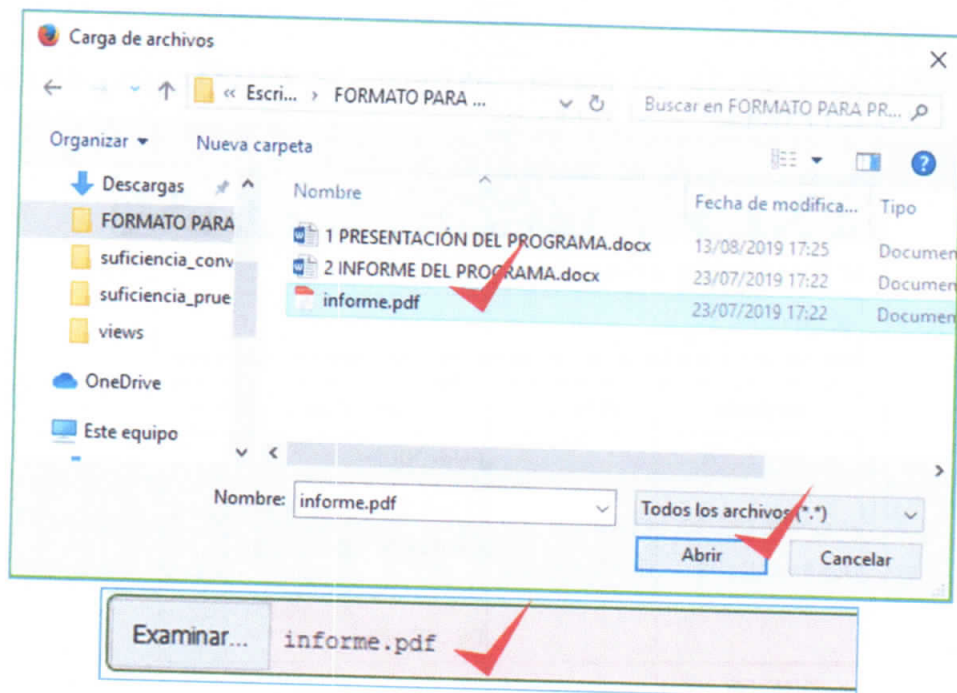 Carga de archivos
« Escri... › FORMATO PARA ...
Buscar en FORMATO PARA PR...
Organizar
Nueva carpeta
Descargas
FORMATO PARA
suficiencia_conv
suficiencia_prue
views
OneDrive
Este equipo
Nombre
Fecha de modifica...
Tipo
1 PRESENTACIÓN DEL PROGRAMA.docx
13/08/2019 17:25
Documen
2 INFORME DEL PROGRAMA.docx
23/07/2019 17:22
Documen
informe.pdf
23/07/2019 17:22
Documen
Nombre:
informe.pdf
Todos los archivos (*.*)
Abrir
Cancelar
Examinar...
informe.pdf